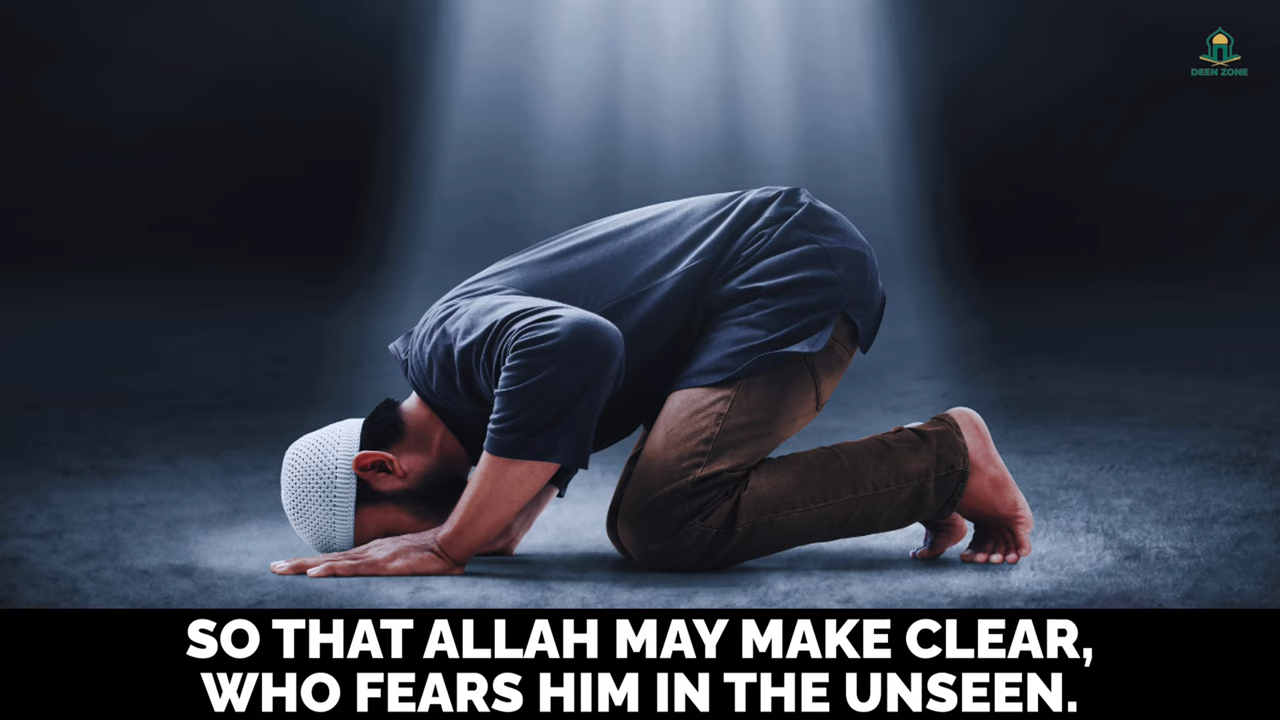 DEEN ZONE
SO THAT ALLAH MAY MAKE CLEAR,
WHO FEARS HIM IN THE UNSEEN.